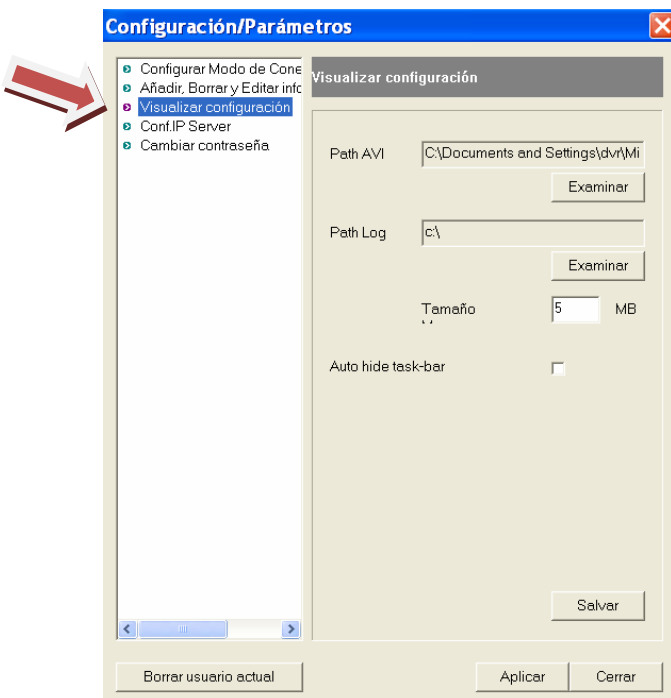 Configuración/Parámetros
Configurar Modo de Cone
Añadir, Borrar y Editar infc
Visualizar configuración
Conf.IP Server
Cambiar contraseña
Visualizar configuración
Path AVI
C:\Documents and Settings\dvr\Mi
Examinar
Path Log
c:\
Examinar
Tamaño
5 MB
Auto hide task-bar
Salvar
Borrar usuario actual
Aplicar
Cerrar